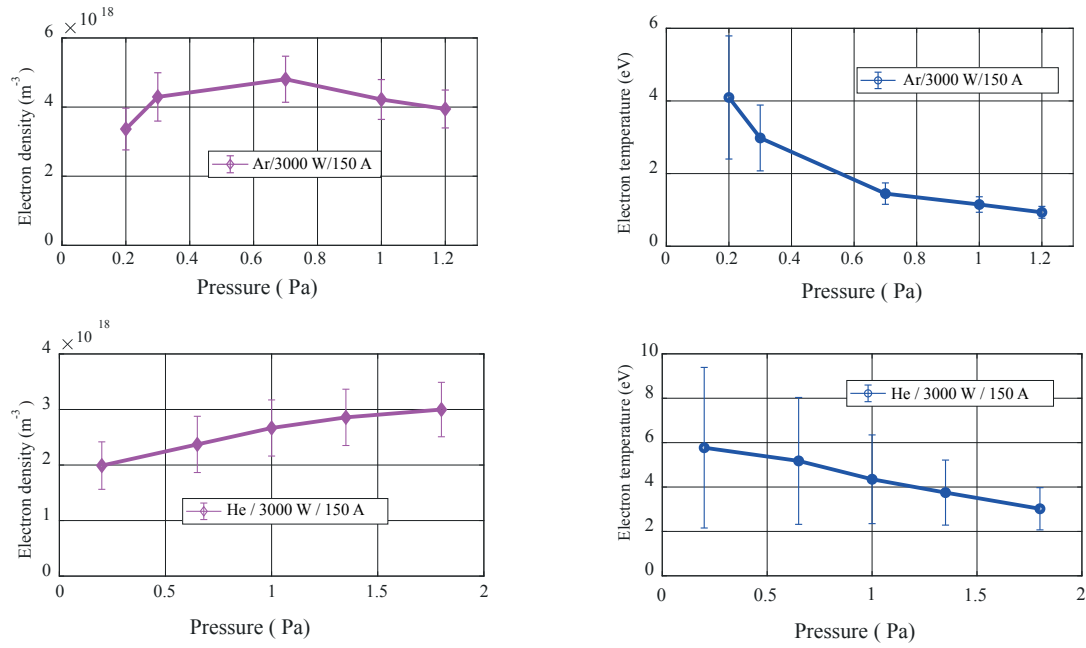 × 10 18
6
4
2
0
Electron density (m-3)
Ar/3000 W/150 A
0 0.2 0.4 0.6 0.8 1 1.2
Pressure ( Pa)
6
4
2
0
Electron temperature (eV)
Ar/3000 W/150 A
0 0.2 0.4 0.6 0.8 1 1.2
Pressure ( Pa)
× 10 18
4
3
2
1
0
Electron density (m-3)
He / 3000 W / 150 A
0 0.5 1 1.5 2
Pressure ( Pa)
10
8
6
4
2
0
Electron temperature (eV)
He / 3000 W / 150 A
0.5 1 1.5 2
Pressure ( Pa)